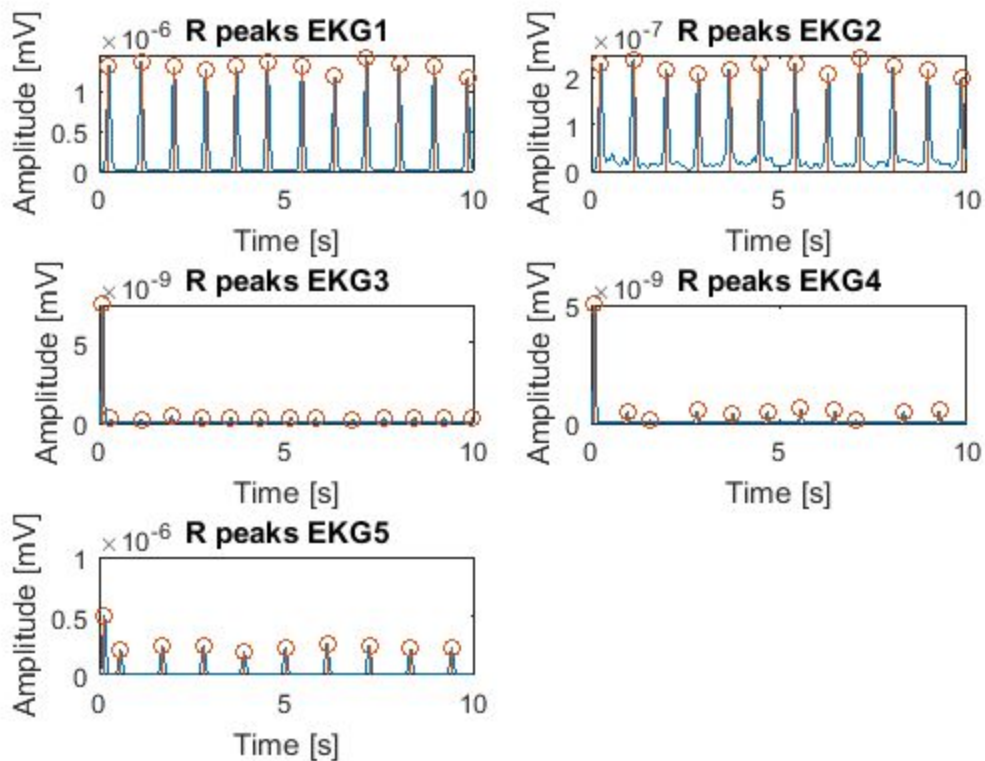 × 10⁻⁶ R peaks EKG1
Amplitude [mV]
1
0.5
0
0 5 10
Time [s]
× 10⁻⁷ R peaks EKG2
Amplitude [mV]
2
1
0
0 5 10
Time [s]
× 10⁻⁹ R peaks EKG3
Amplitude [mV]
5
0
0 5 10
Time [s]
× 10⁻⁹ R peaks EKG4
Amplitude [mV]
5
0
0 5 10
Time [s]
× 10⁻⁶ R peaks EKG5
Amplitude [mV]
1
0.5
0
0 5 10
Time [s]